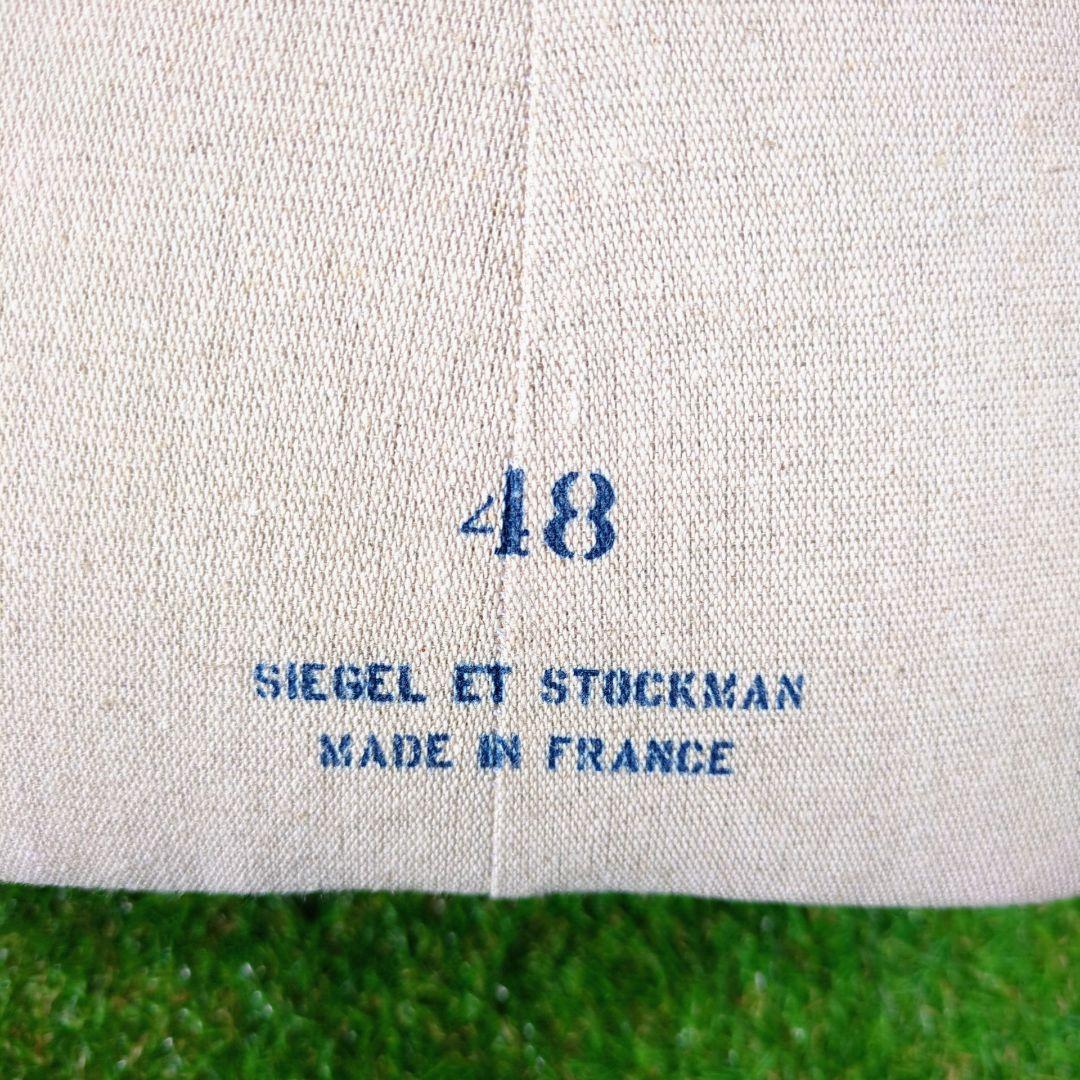 48
SIEGEL ET STOCKMAN
MADE IN FRANCE